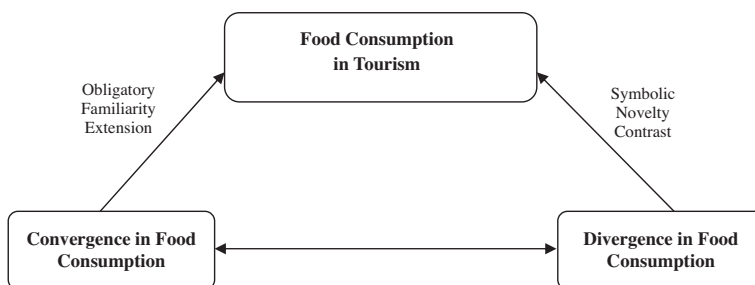 Food Consumption
in Tourism
Obligatory
Familiarity
Extension
Symbolic
Novelty
Contrast
Convergence in Food
Consumption
Divergence in Food
Consumption